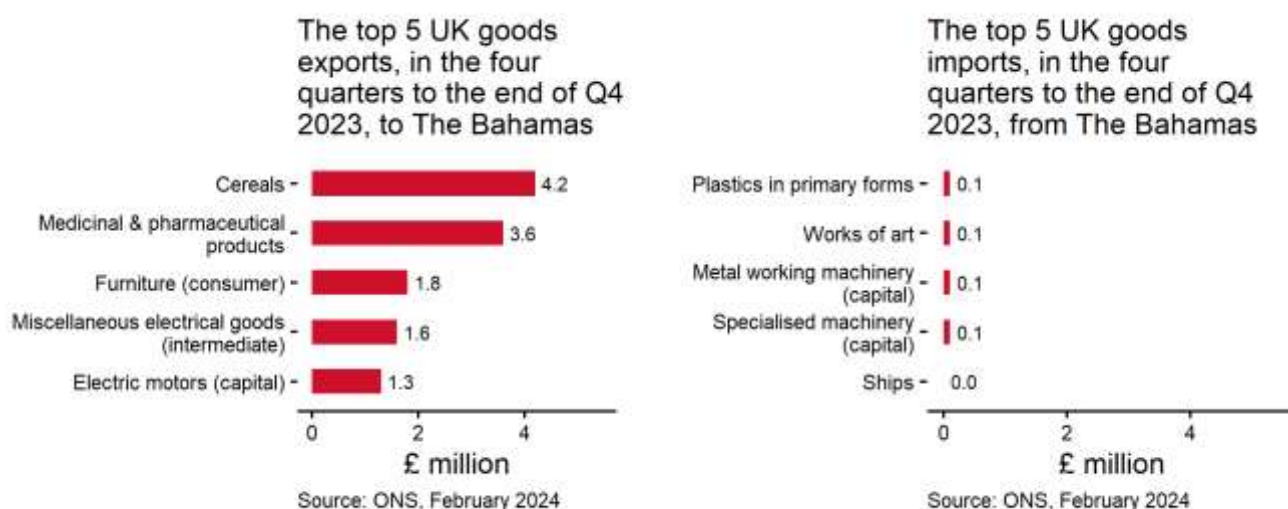 The top 5 UK goods
exports, in the four
quarters to the end of Q4
2023, to The Bahamas
Cereals
4.2
Medicinal & pharmaceutical
products
3.6
Furniture (consumer)
1.8
Miscellaneous electrical goods
(intermediate)
1.6
Electric motors (capital)
1.3
0 2 4
£ million
Source: ONS, February 2024
The top 5 UK goods
imports, in the four
quarters to the end of Q4
2023, from The Bahamas
Plastics in primary forms
0.1
Works of art
0.1
Metal working machinery
(capital)
0.1
Specialised machinery
(capital)
0.1
Ships
0.0
0 2 4
£ million
Source: ONS, February 2024